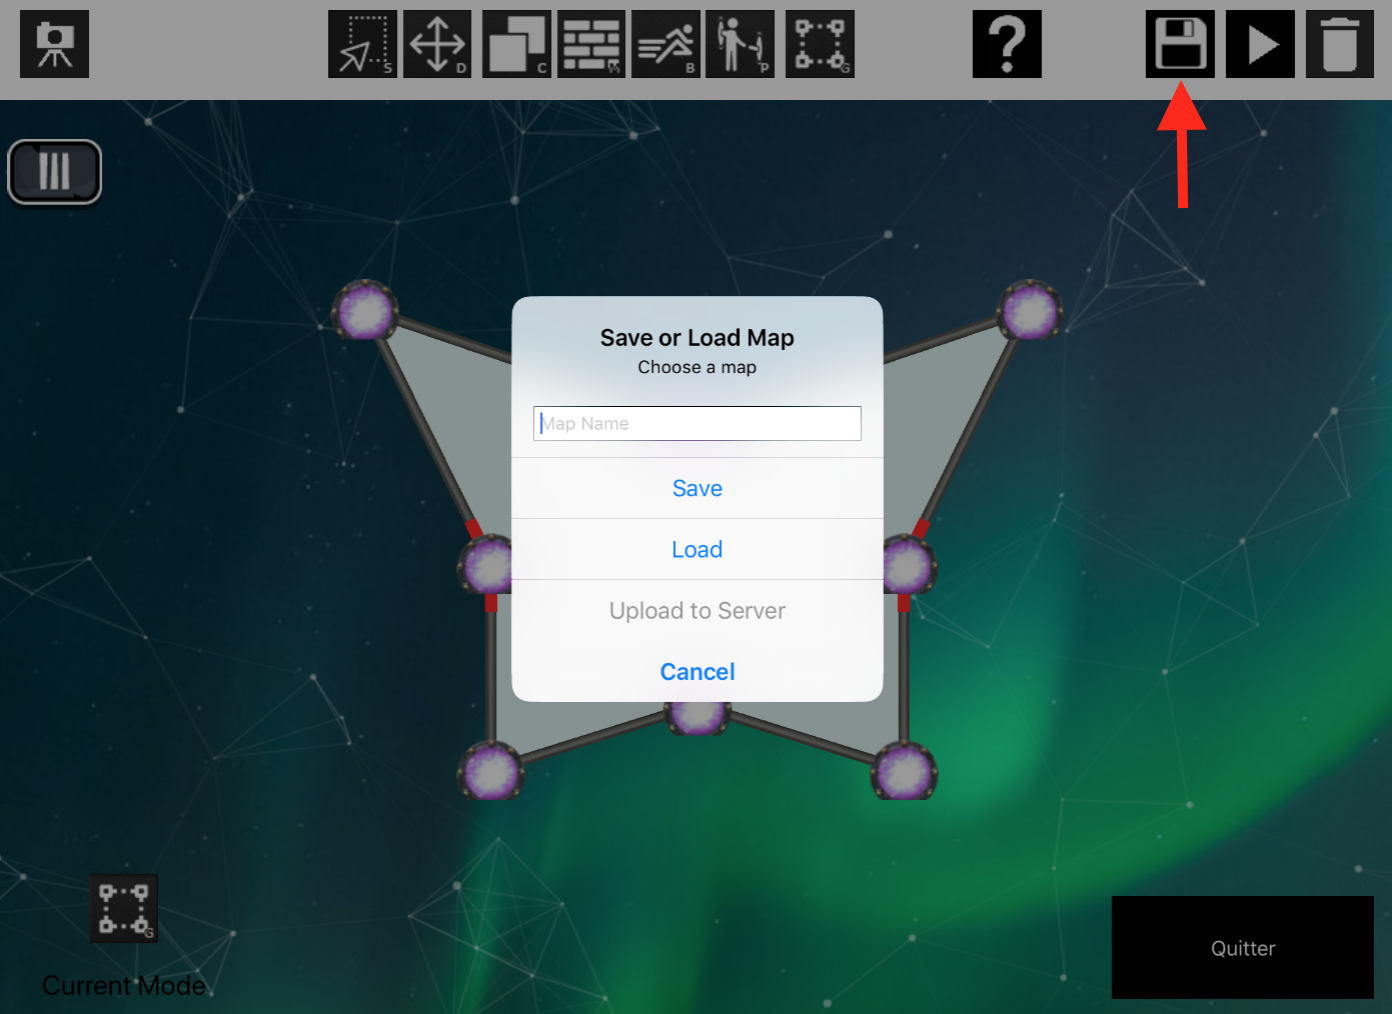 S
D
C
M
B
P
G
?
Save or Load Map
Choose a map
Map Name
Save
Load
Upload to Server
Cancel
G
Current Mode
Quitter